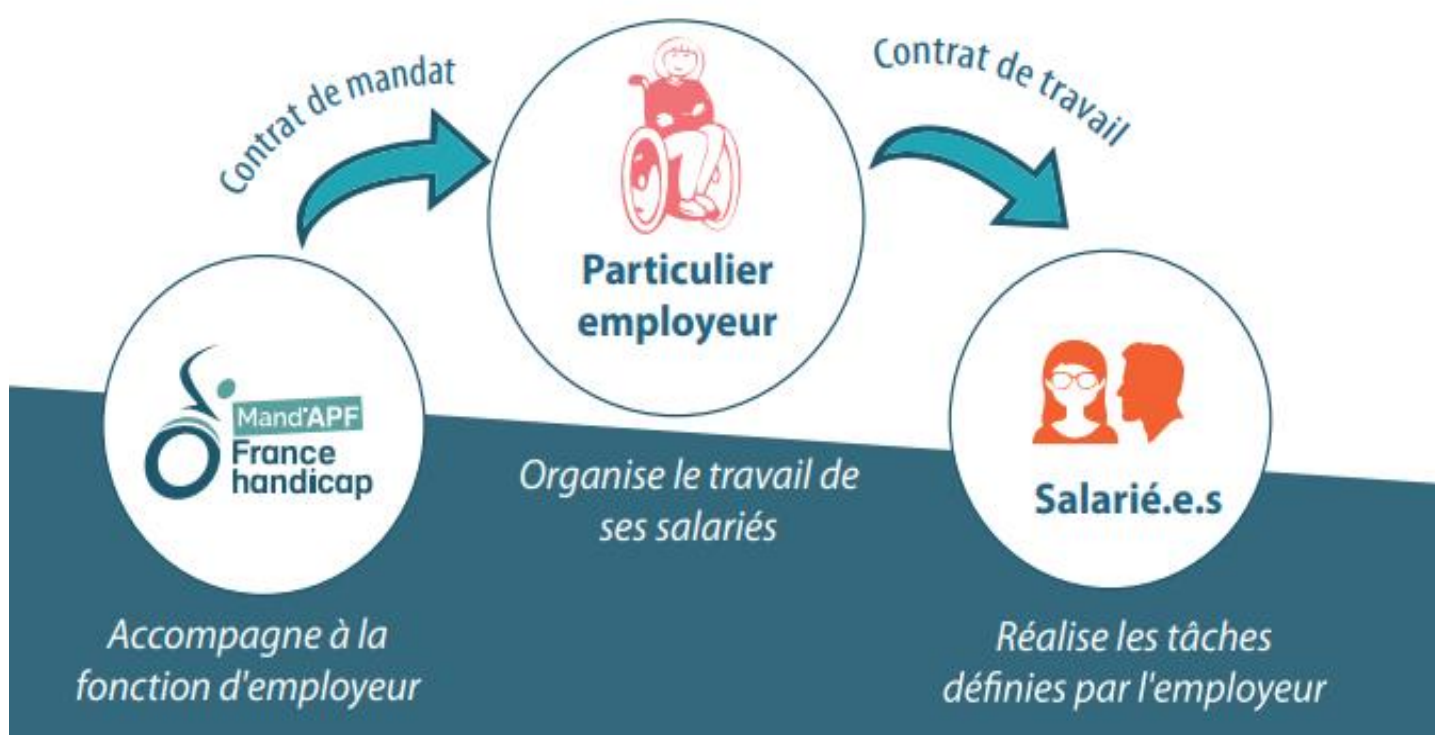 Contrat de mandat
Contrat de travail
Particulier
employeur
Mand'APF
France
handicap
Organise le travail de
ses salariés
Salarié.e.s
Accompagne à la
fonction d'employeur
Réalise les tâches
définies par l'employeur